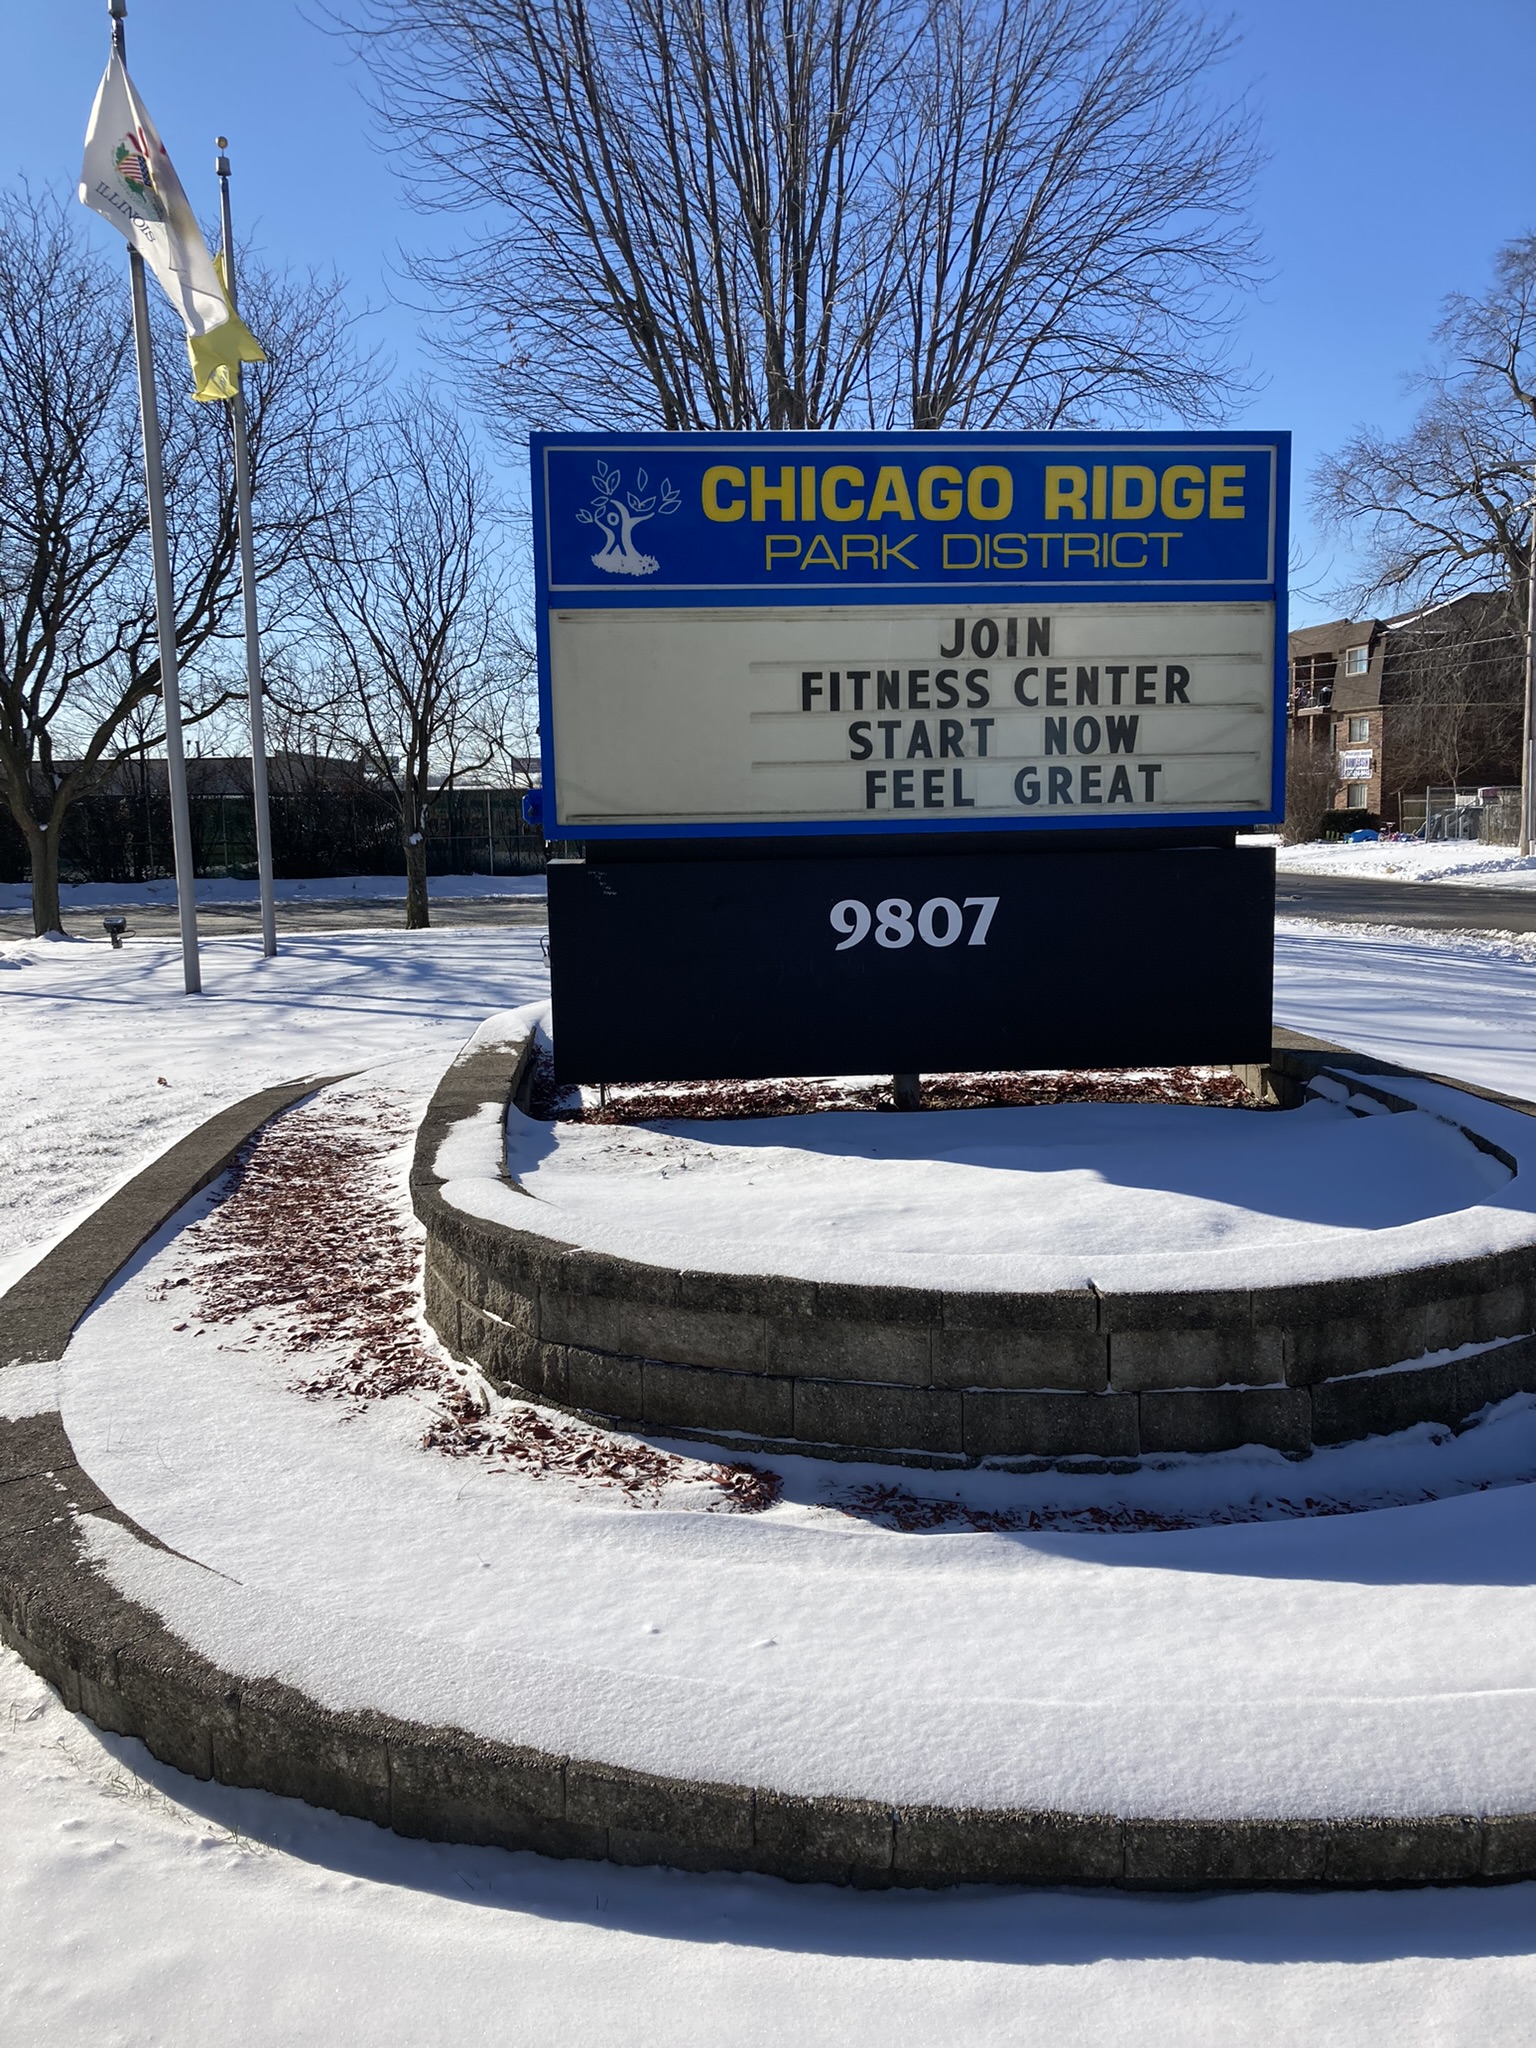 ILLINOIS
CHICAGO RIDGE
PARK DISTRICT
JOIN
FITNESS CENTER
START NOW
FEEL GREAT
9807